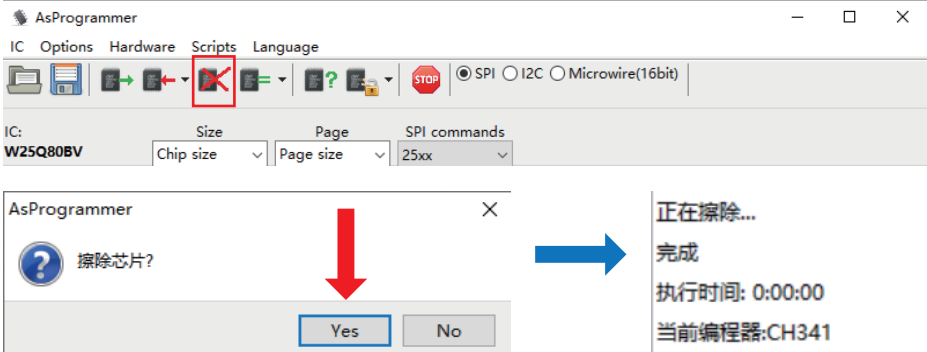 AsProgrammer
IC Options Hardware Scripts Language
STOP SPI I2C Microwire(16bit)
IC: Size Page SPI commands
W25Q80BV Chip size Page size 25xx
AsProgrammer
擦除芯片?
Yes No
正在擦除...
完成
执行时间: 0:00:00
当前编程器:CH341